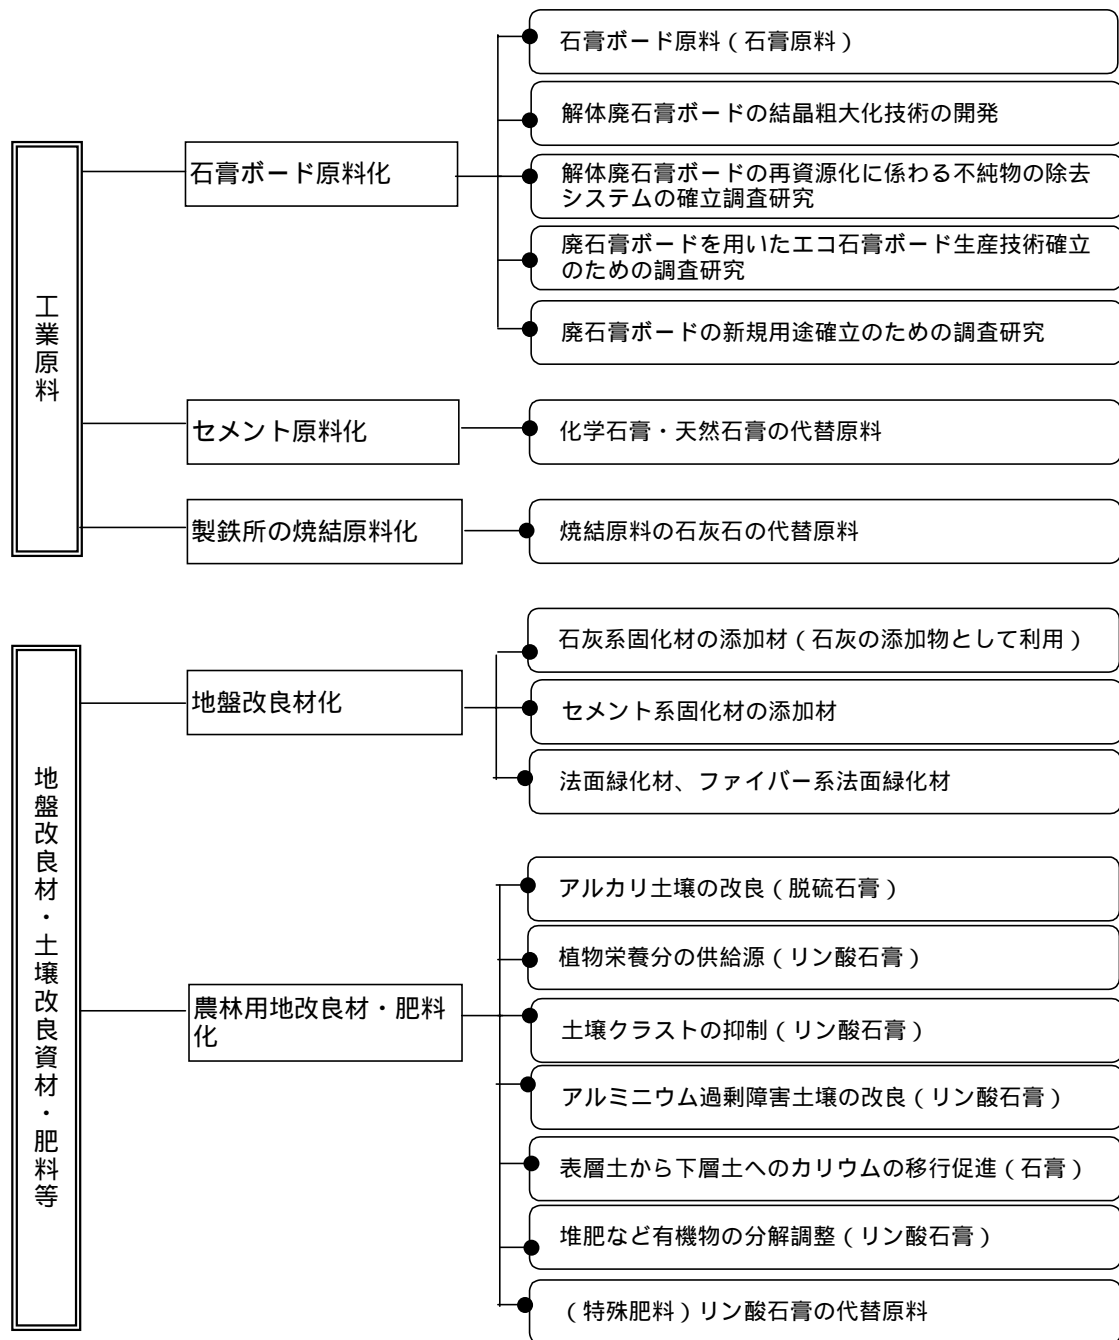 工業原料
石膏ボード原料化
石膏ボード原料(石膏原料)
解体廃石膏ボードの結晶粗大化技術の開発
解体廃石膏ボードの再資源化に係わる不純物の除去
システムの確立調査研究
廃石膏ボードを用いたエコ石膏ボード生産技術確立
のための調査研究
廃石膏ボードの新規用途確立のための調査研究
セメント原料化
化学石膏・天然石膏の代替原料
製鉄所の焼結原料化
焼結原料の石灰石の代替原料
地盤改良材・土壌改良資材・肥料等
地盤改良材化
石灰系固化材の添加材(石灰の添加物として利用)
セメント系固化材の添加材
法面緑化材、ファイバー系法面緑化材
農林用地改良材・肥料
化
アルカリ土壌の改良(脱硫石膏)
植物栄養分の供給源(リン酸石膏)
土壌クラストの抑制(リン酸石膏)
アルミニウム過剰障害土壌の改良(リン酸石膏)
表層土から下層土へのカリウムの移行促進(石膏)
堆肥など有機物の分解調整(リン酸石膏)
(特殊肥料)リン酸石膏の代替原料